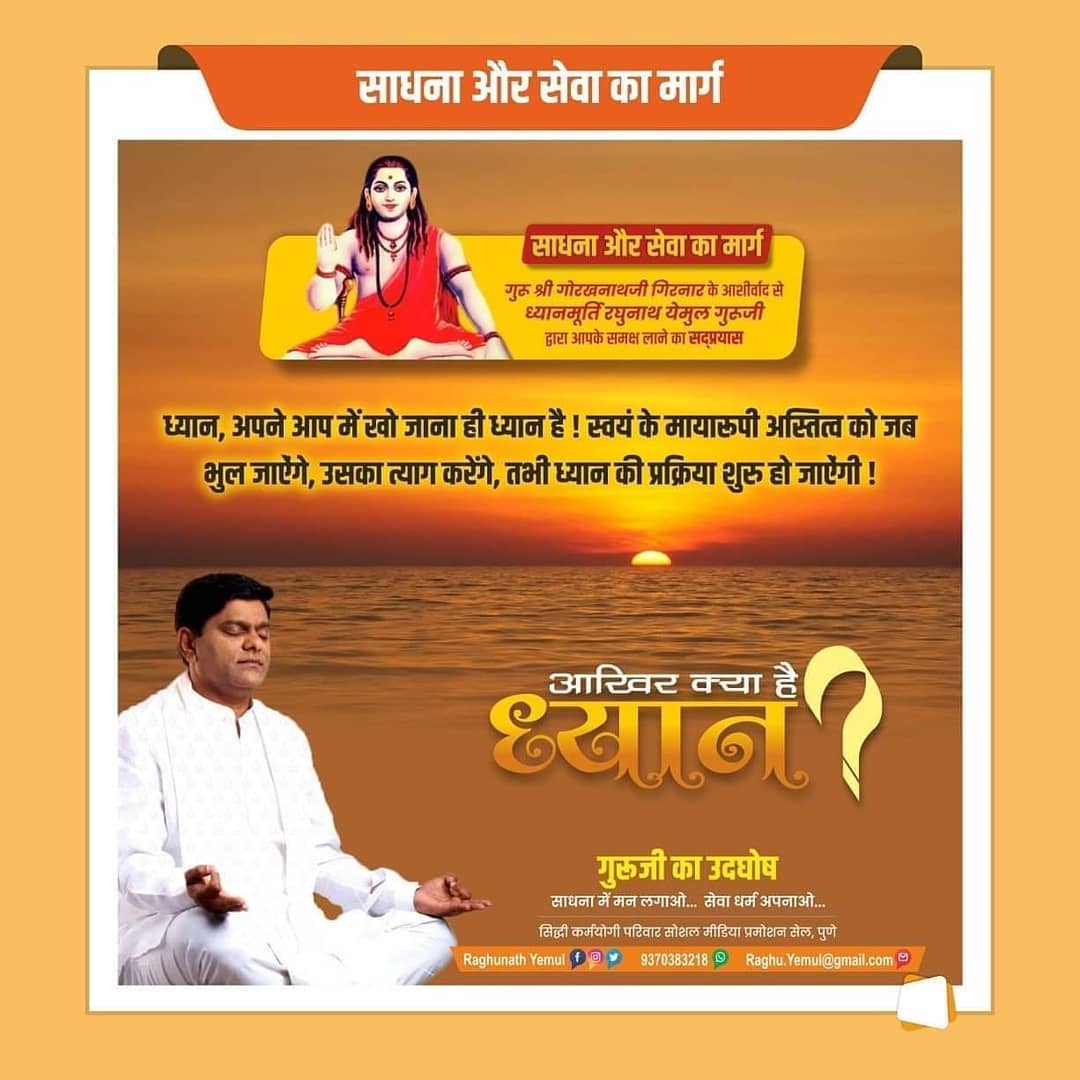 साधना और सेवा का मार्ग
साधना और सेवा का मार्ग
गुरु श्री गोरखनाथजी गिरनार के आशीर्वाद से
ध्यानमूर्ति रघुनाथ येमुल गुरूजी
द्वारा आपके समक्ष लाने का सद्प्रयास
ध्यान, अपने आप में खो जाना ही ध्यान है ! स्वयं के मायारूपी अस्तित्व को जब
भुल जाऐंगे, उसका त्याग करेंगे, तभी ध्यान की प्रक्रिया शुरु हो जाऐंगी !
आखिर क्या है
ध्यान ?
गुरूजी का उदघोष
साधना में मन लगाओ... सेवा धर्म अपनाओ...
सिद्धी कर्मयोगी परिवार सोशल मीडिया प्रमोशन सेल, पुणे
Raghunath Yemul 9370383218 Raghu.Yemul@gmail.com